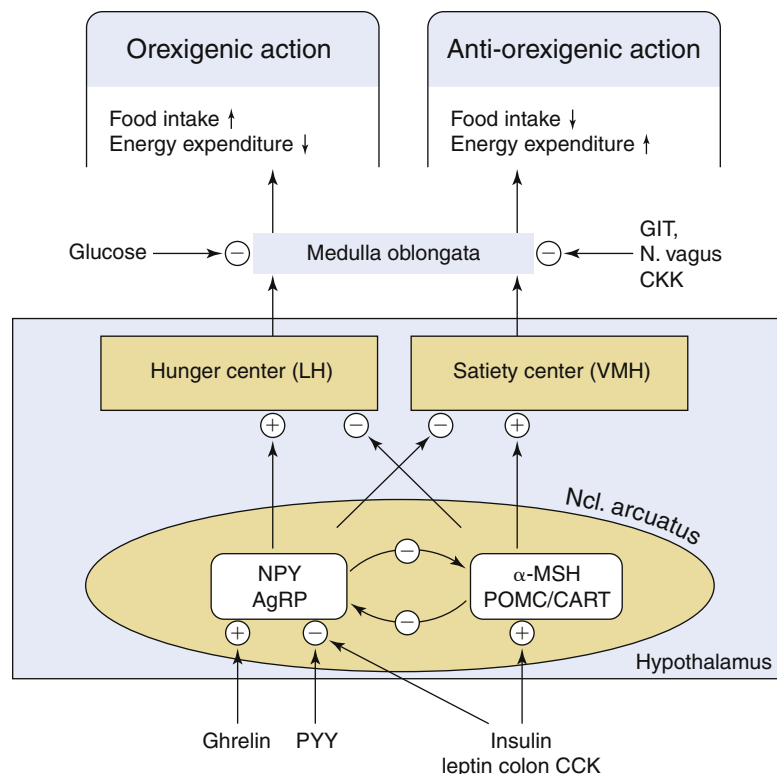 Orexigenic action
Food intake ↑
Energy expenditure ↓
Anti-orexigenic action
Food intake ↓
Energy expenditure ↑
Glucose
−
Medulla oblongata
−
GIT,
N. vagus
CKK
Hunger center (LH)
Satiety center (VMH)
+
−
−
+
Ncl. arcuatus
NPY
AgRP
−
−
α-MSH
POMC/CART
+
−
+
Hypothalamus
Ghrelin
PYY
Insulin
leptin colon CCK